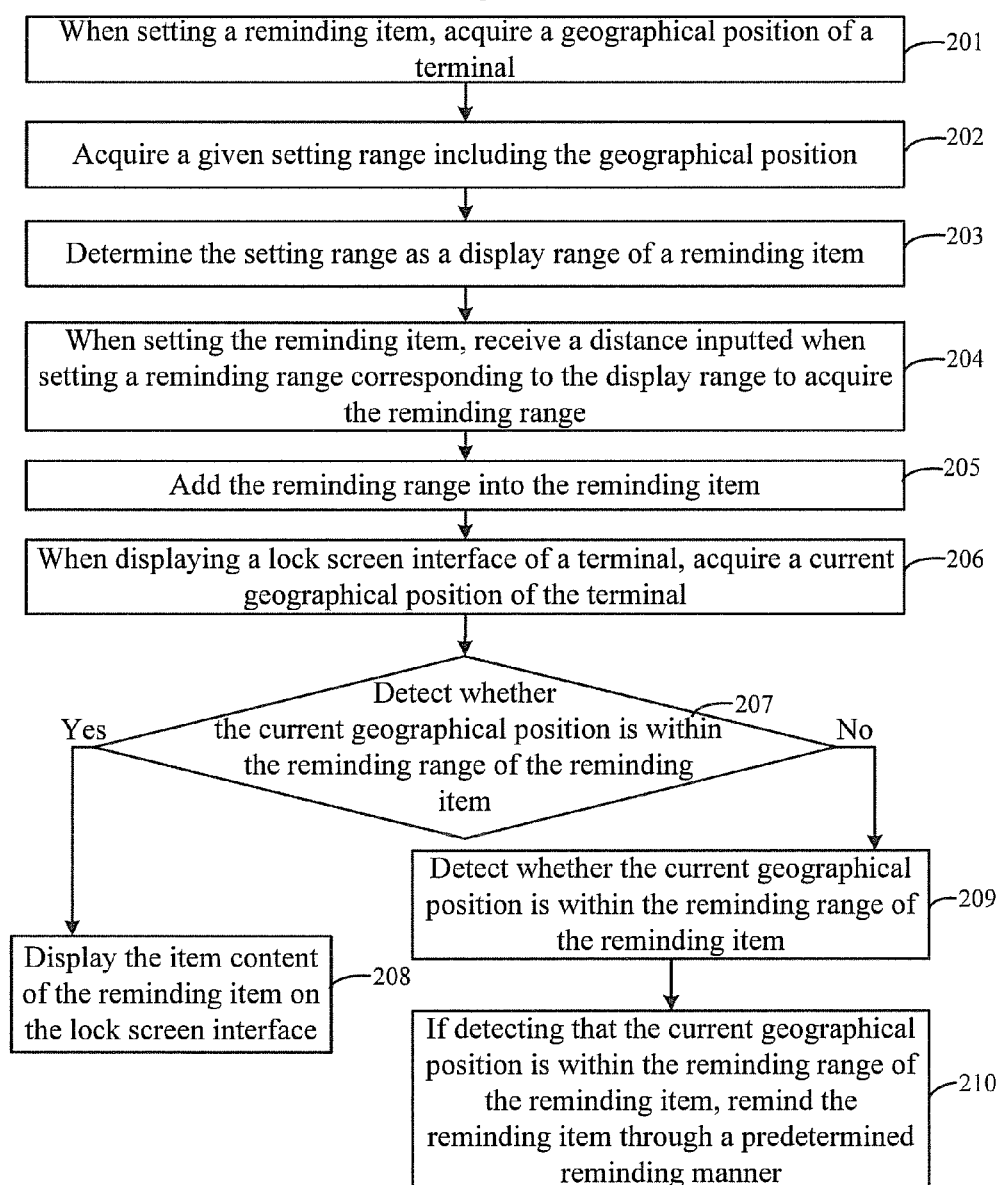 When setting a reminding item, acquire a geographical position of a
terminal
201
Acquire a given setting range including the geographical position
202
Determine the setting range as a display range of a reminding item
203
When setting the reminding item, receive a distance inputted when
setting a reminding range corresponding to the display range to acquire
the reminding range
204
Add the reminding range into the reminding item
205
When displaying a lock screen interface of a terminal, acquire a current
geographical position of the terminal
206
Detect whether
the current geographical position is within
the reminding range of the reminding
item
207
Yes
No
Detect whether the current geographical
position is within the reminding range of
the reminding item
209
Display the item content
of the reminding item on
the lock screen interface
208
If detecting that the current geographical
position is within the reminding range of
the reminding item, remind the
reminding item through a predetermined
reminding manner
210